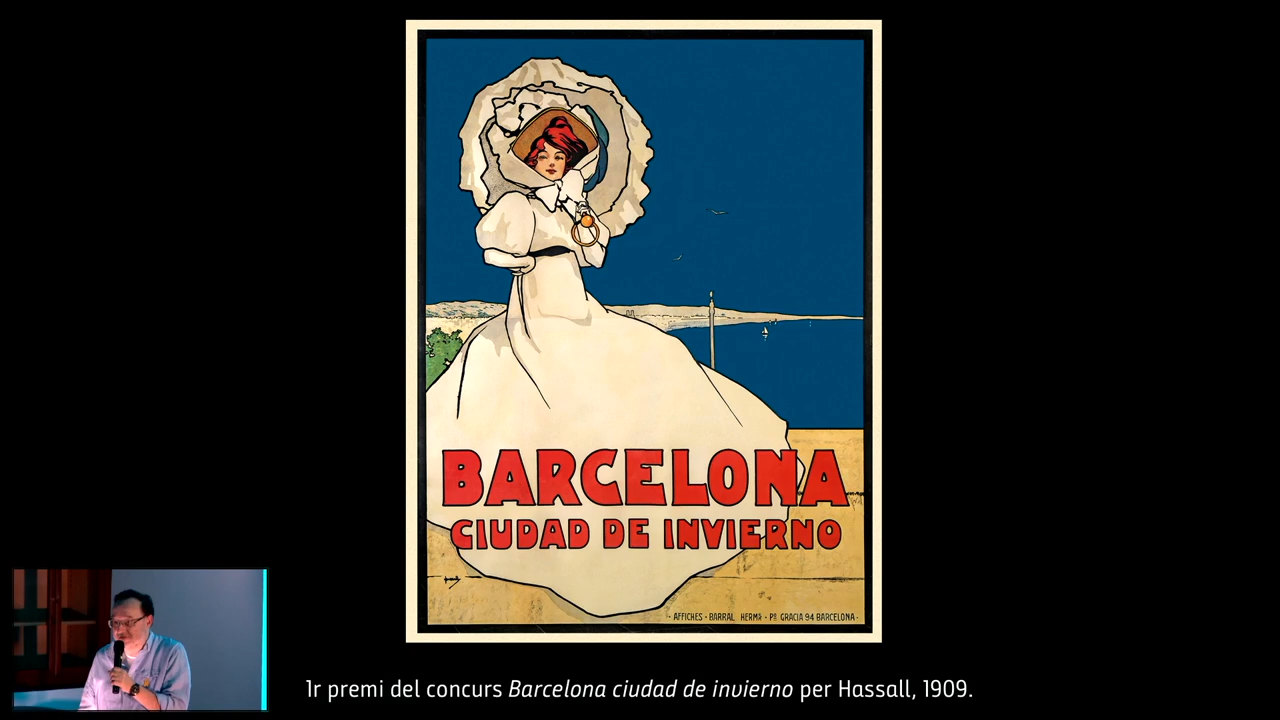 BARCELONA
CIUDAD DE INVIERNO
· AFFICHES - BARRAL HERMS - PO GRACIA 94 BARCELONA ·
1r premi del concurs Barcelona ciudad de invierno per Hassall, 1909.